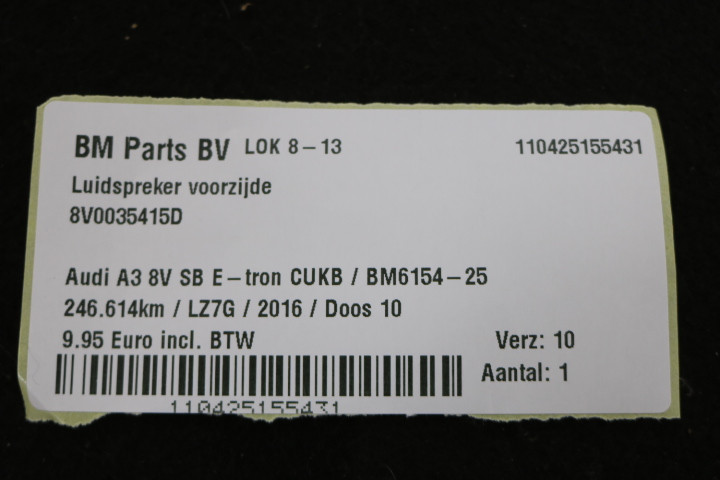 BM Parts BV LOK 8-13 110425155431
Luidspreker voorzijde
8V0035415D
Audi A3 8V SB E-tron CUKB / BM6154-25
246.614km / LZ7G / 2016 / Doos 10
9.95 Euro incl. BTW Verz: 10
Aantal: 1
110425155431